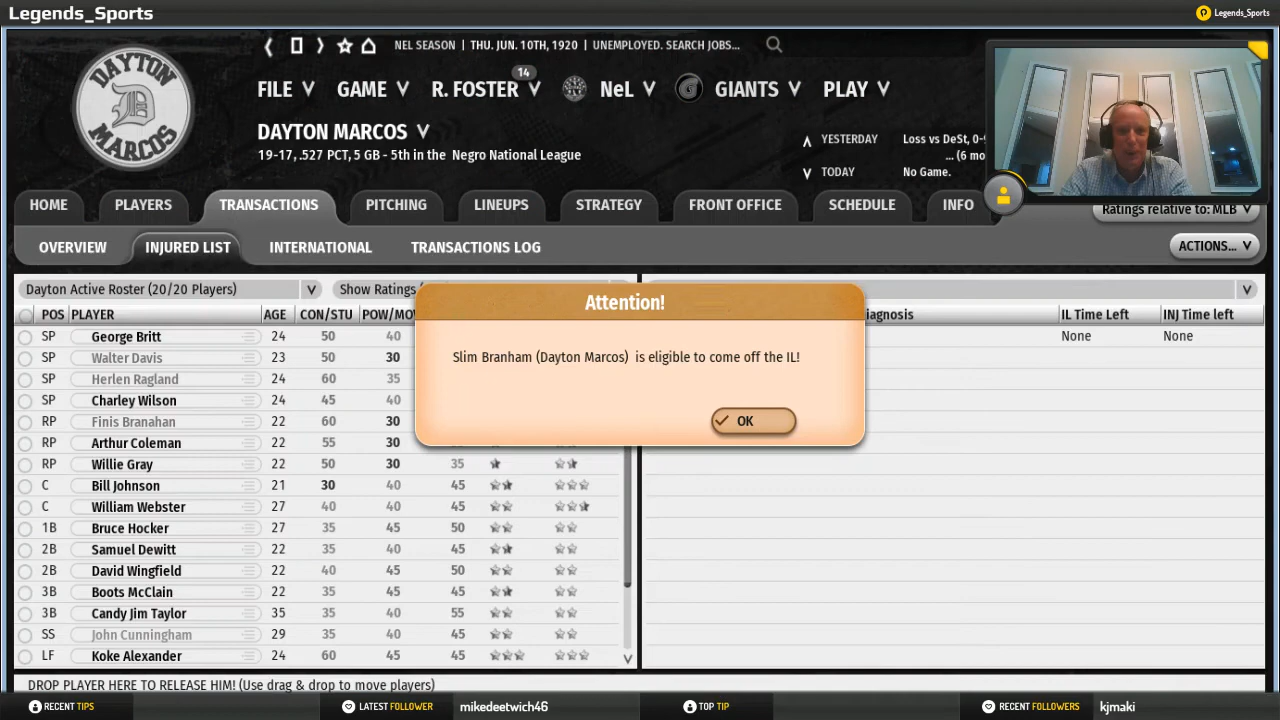 Legends_Sports
Legends_Sports
NEL SEASON | THU. JUN. 10TH, 1920 | UNEMPLOYED. SEARCH JOBS...
14
FILE GAME R. FOSTER NeL GIANTS PLAY
DAYTON MARCOS
DAYTON MARCOS
D
19-17, .527 PCT, 5 GB - 5th in the Negro National League
YESTERDAY Loss vs DeSt, 0-9
... (6 mo
TODAY No Game.
HOME PLAYERS TRANSACTIONS PITCHING LINEUPS STRATEGY FRONT OFFICE SCHEDULE INFO
Ratings relative to: MLB
OVERVIEW INJURED LIST INTERNATIONAL TRANSACTIONS LOG ACTIONS...
Dayton Active Roster (20/20 Players) Show Ratings
POS PLAYER AGE CON/STU POW/MOV iagnosis IL Time Left INJ Time left
Attention!
Slim Branham (Dayton Marcos) is eligible to come off the IL!
OK
SP George Britt 24 50 40 None None
SP Walter Davis 23 50 30
SP Herlen Ragland 24 60 35
SP Charley Wilson 24 45 40
RP Finis Branahan 22 60 30
RP Arthur Coleman 22 55 30
RP Willie Gray 22 50 30 35
C Bill Johnson 21 30 40 45
C William Webster 27 40 40 45
1B Bruce Hocker 27 35 45 50
2B Samuel Dewitt 22 35 40 45
2B David Wingfield 22 40 45 50
3B Boots McClain 22 35 40 45
3B Candy Jim Taylor 35 35 40 55
SS John Cunningham 29 35 40 45
LF Koke Alexander 24 60 45 45
DROP PLAYER HERE TO RELEASE HIM! (Use drag & drop to move players)
RECENT TIPS LATEST FOLLOWER mikedeetwich46 TOP TIP RECENT FOLLOWERS kjmaki